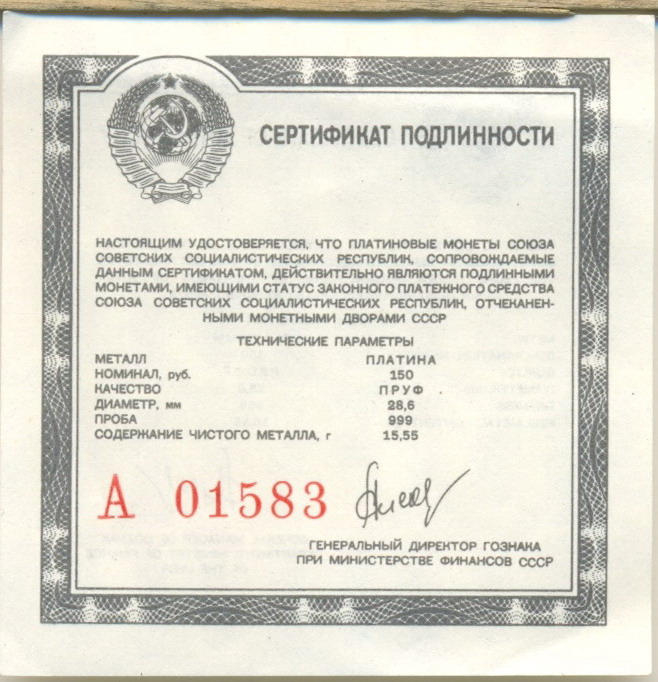 СЕРТИФИКАТ ПОДЛИННОСТИ
НАСТОЯЩИМ УДОСТОВЕРЯЕТСЯ, ЧТО ПЛАТИНОВЫЕ МОНЕТЫ СОЮЗА
СОВЕТСКИХ СОЦИАЛИСТИЧЕСКИХ РЕСПУБЛИК, СОПРОВОЖДАЕМЫЕ
ДАННЫМ СЕРТИФИКАТОМ, ДЕЙСТВИТЕЛЬНО ЯВЛЯЮТСЯ ПОДЛИННЫМИ
МОНЕТАМИ, ИМЕЮЩИМИ СТАТУС ЗАКОННОГО ПЛАТЕЖНОГО СРЕДСТВА
СОЮЗА СОВЕТСКИХ СОЦИАЛИСТИЧЕСКИХ РЕСПУБЛИК, ОТЧЕКАНЕН-
НЫМИ МОНЕТНЫМИ ДВОРАМИ СССР
ТЕХНИЧЕСКИЕ ПАРАМЕТРЫ
МЕТАЛЛ ПЛАТИНА
НОМИНАЛ, руб. 150
КАЧЕСТВО ПРУФ
ДИАМЕТР, мм 28,6
ПРОБА 999
СОДЕРЖАНИЕ ЧИСТОГО МЕТАЛЛА, г 15,55
А 01583
ГЕНЕРАЛЬНЫЙ ДИРЕКТОР ГОЗНАКА
ПРИ МИНИСТЕРСТВЕ ФИНАНСОВ СССР